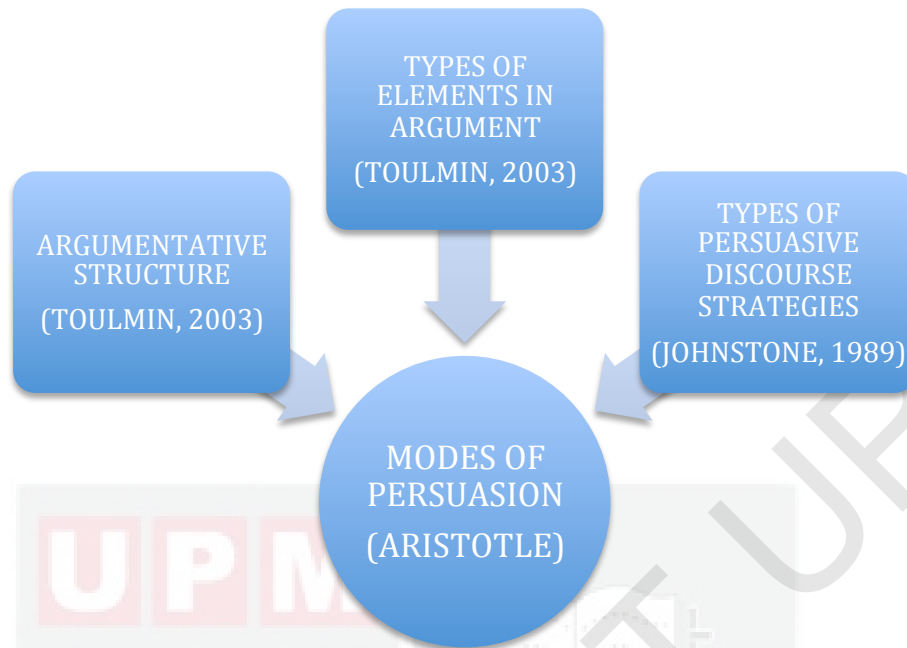 TYPES OF
ELEMENTS IN
ARGUMENT
(TOULMIN, 2003)
ARGUMENTATIVE
STRUCTURE
(TOULMIN, 2003)
TYPES OF
PERSUASIVE
DISCOURSE
STRATEGIES
(JOHNSTONE, 1989)
MODES OF
PERSUASION
(ARISTOTLE)
UPM